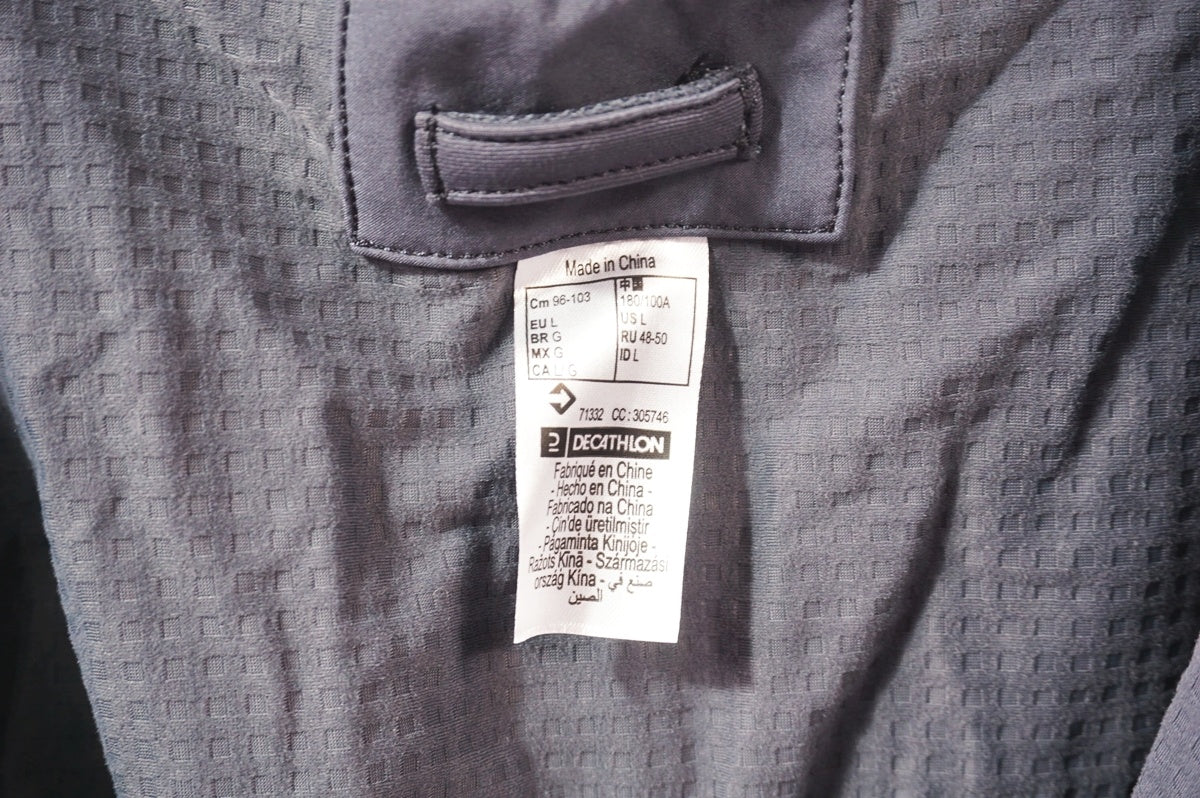 Made in China
Cm 96-103
EU L
BR G
MX G
CA L/G
中国
180/100A
US L
RU 48-50
ID L
71332 CC : 305746
DECATHLON
Fabriqué en Chine
- Hecho en China -
Fabricado na China
- Çin'de üretilmiştir
- Pagaminta Kinijoje -
Ražots Ķīnā - Származási
ország Kína - صنع في
الصين